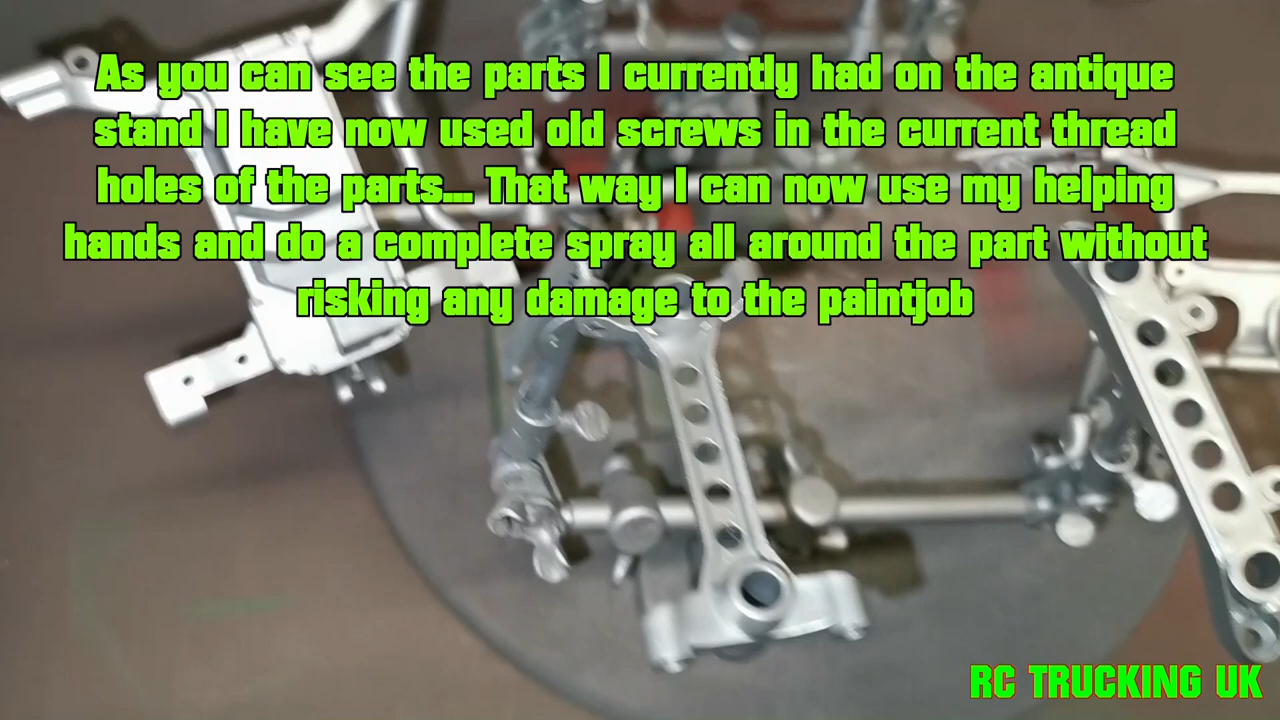 As you can see the parts I currently had on the antique
stand I have now used old screws in the current thread
holes of the parts... That way I can now use my helping
hands and do a complete spray all around the part without
risking any damage to the paintjob
RC TRUCKING UK